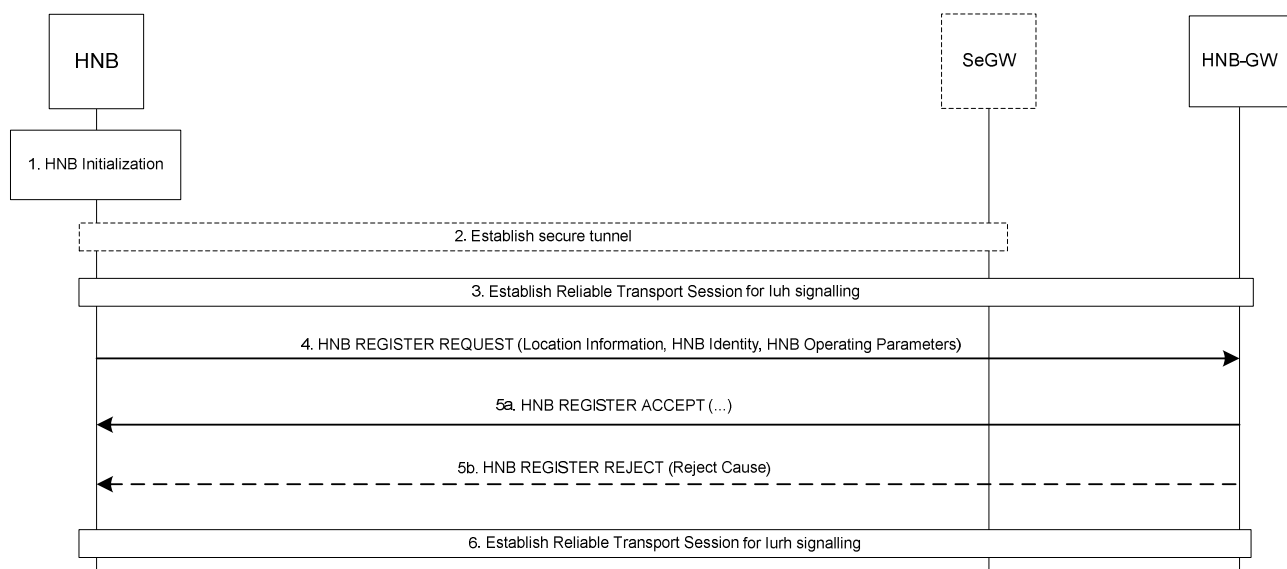 HNB
SeGW
HNB-GW
1. HNB Initialization
2. Establish secure tunnel
3. Establish Reliable Transport Session for Iuh signalling
4. HNB REGISTER REQUEST (Location Information, HNB Identity, HNB Operating Parameters)
5a. HNB REGISTER ACCEPT (...)
5b. HNB REGISTER REJECT (Reject Cause)
6. Establish Reliable Transport Session for Iurh signalling